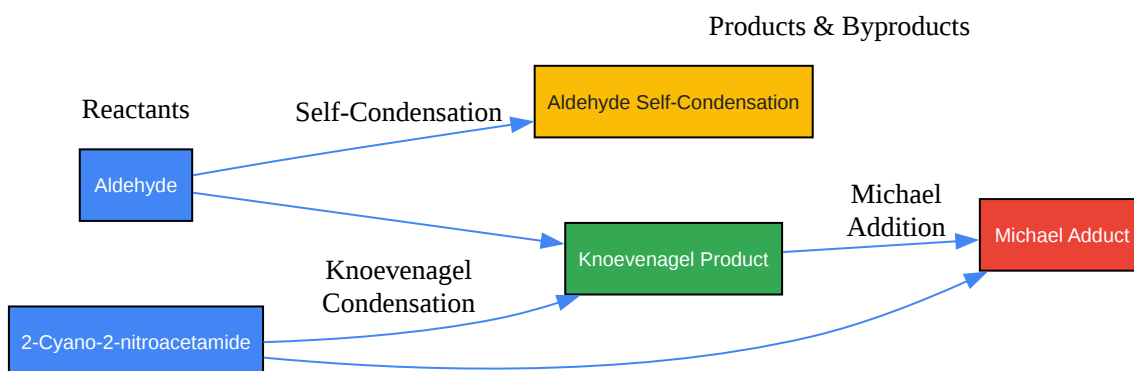 Products & Byproducts
Reactants
Self-Condensation
Aldehyde Self-Condensation
Aldehyde
Michael
Addition
Knoevenagel Product
Michael Adduct
Knoevenagel
Condensation
2-Cyano-2-nitroacetamide